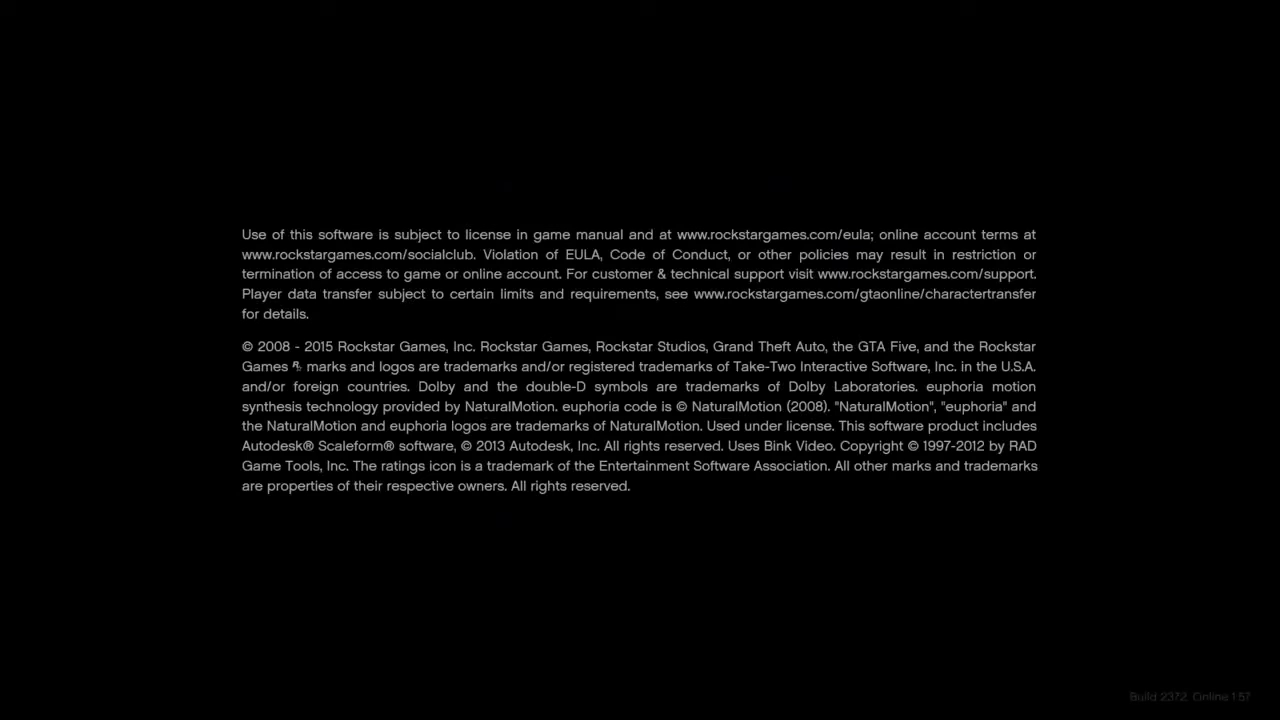 Use of this software is subject to license in game manual and at www.rockstargames.com/eula; online account terms at
www.rockstargames.com/socialclub. Violation of EULA, Code of Conduct, or other policies may result in restriction or
termination of access to game or online account. For customer & technical support visit www.rockstargames.com/support.
Player data transfer subject to certain limits and requirements, see www.rockstargames.com/gtaonline/charactertransfer
for details.
© 2008 - 2015 Rockstar Games, Inc. Rockstar Games, Rockstar Studios, Grand Theft Auto, the GTA Five, and the Rockstar
Games R* marks and logos are trademarks and/or registered trademarks of Take-Two Interactive Software, Inc. in the U.S.A.
and/or foreign countries. Dolby and the double-D symbols are trademarks of Dolby Laboratories. euphoria motion
synthesis technology provided by NaturalMotion. euphoria code is © NaturalMotion (2008). "NaturalMotion", "euphoria" and
the NaturalMotion and euphoria logos are trademarks of NaturalMotion. Used under license. This software product includes
Autodesk® Scaleform® software, © 2013 Autodesk, Inc. All rights reserved. Uses Bink Video. Copyright © 1997-2012 by RAD
Game Tools, Inc. The ratings icon is a trademark of the Entertainment Software Association. All other marks and trademarks
are properties of their respective owners. All rights reserved.
Build 2372, Online 1.57